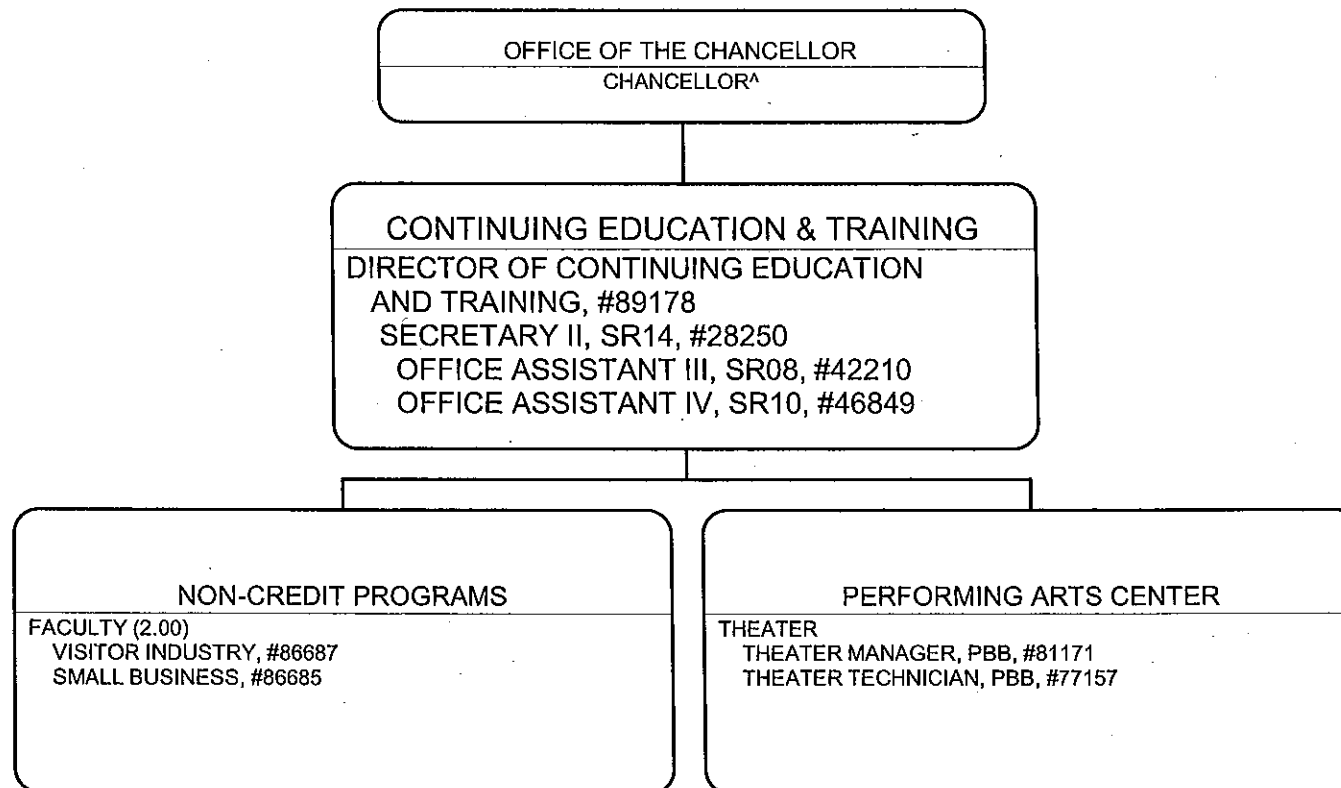 OFFICE OF THE CHANCELLOR
CHANCELLOR^
CONTINUING EDUCATION & TRAINING
DIRECTOR OF CONTINUING EDUCATION
AND TRAINING, #89178
SECRETARY II, SR14, #28250
OFFICE ASSISTANT III, SR08, #42210
OFFICE ASSISTANT IV, SR10, #46849
NON-CREDIT PROGRAMS
FACULTY (2.00)
VISITOR INDUSTRY, #86687
SMALL BUSINESS, #86685
PERFORMING ARTS CENTER
THEATER
THEATER MANAGER, PBB, #81171
THEATER TECHNICIAN, PBB, #77157